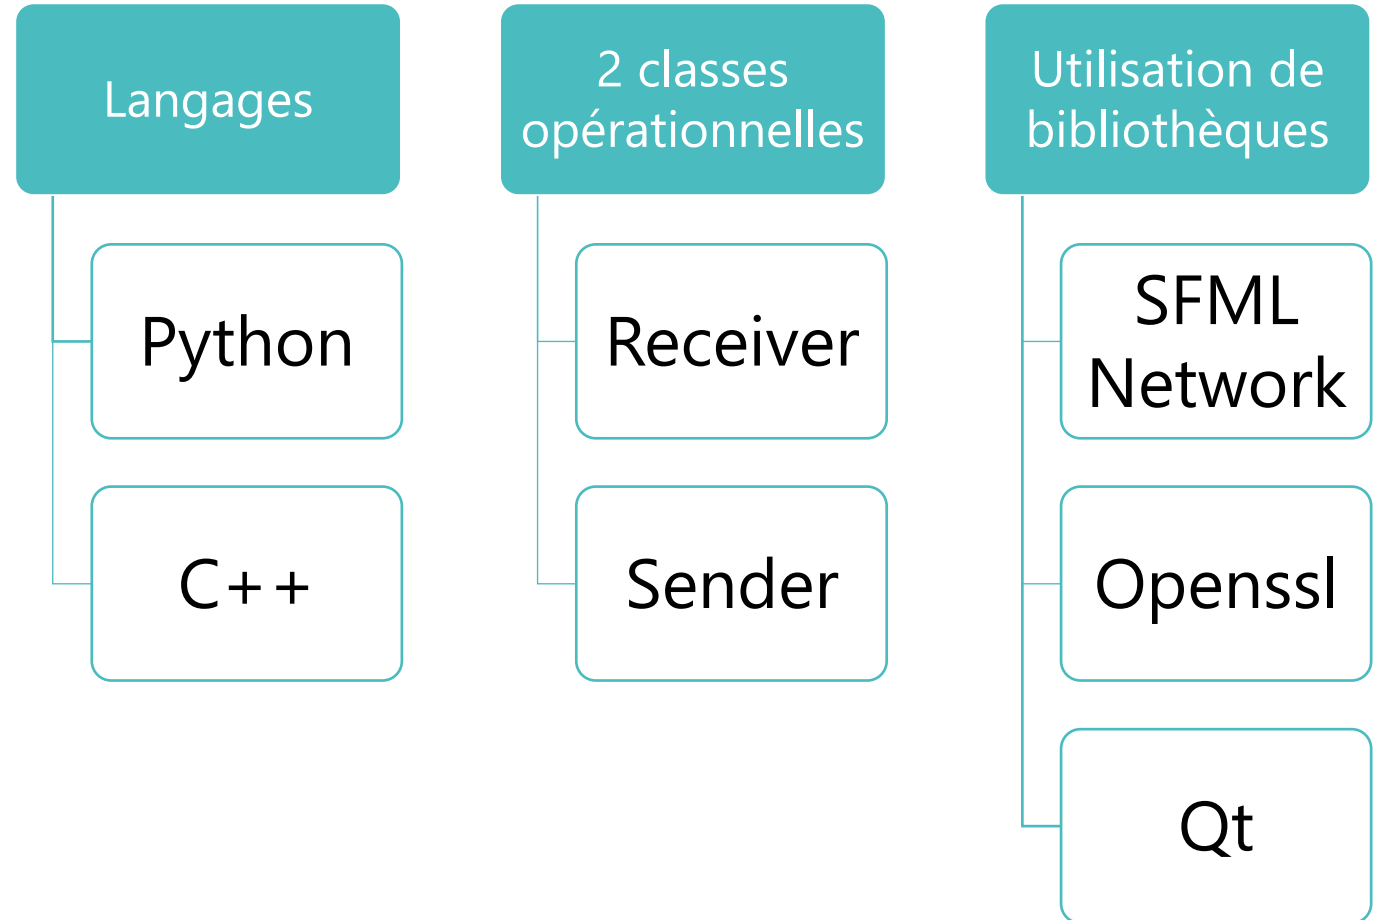 Langages
Python
C++
2 classes
opérationnelles
Receiver
Sender
Utilisation de
bibliothèques
SFML
Network
Openssl
Qt